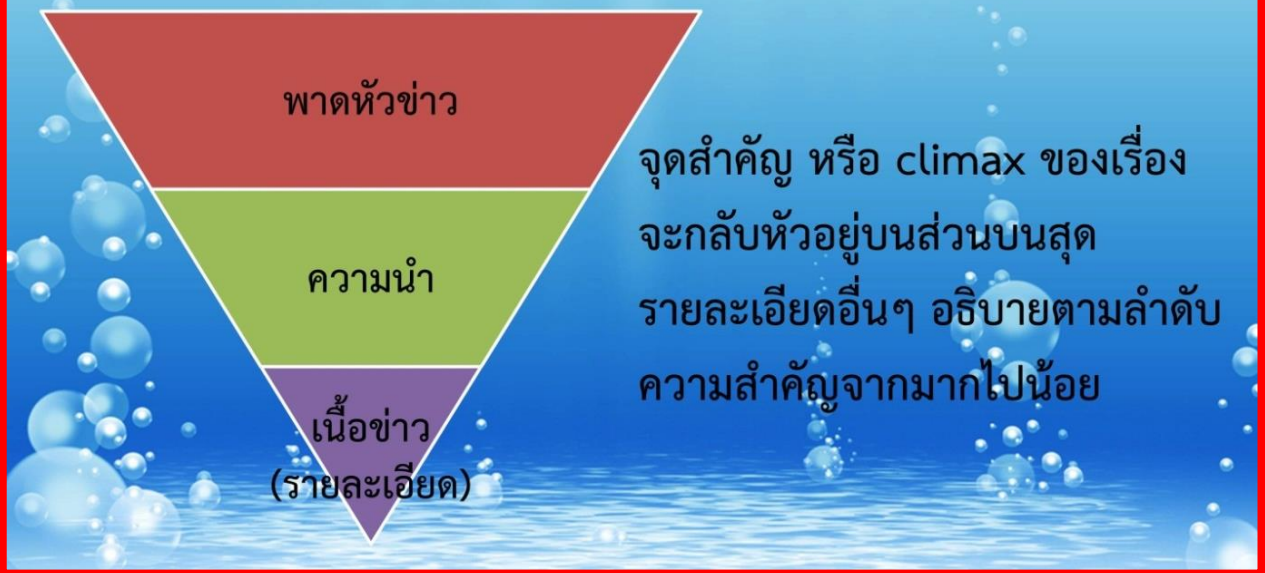 พาดหัวข่าว
ความนำ
เนื้อข่าว
(รายละเอียด)
จุดสำคัญ หรือ climax ของเรื่อง
จะกลับหัวอยู่บนส่วนบนสุด
รายละเอียดอื่นๆ อธิบายตามลำดับ
ความสำคัญจากมากไปน้อย